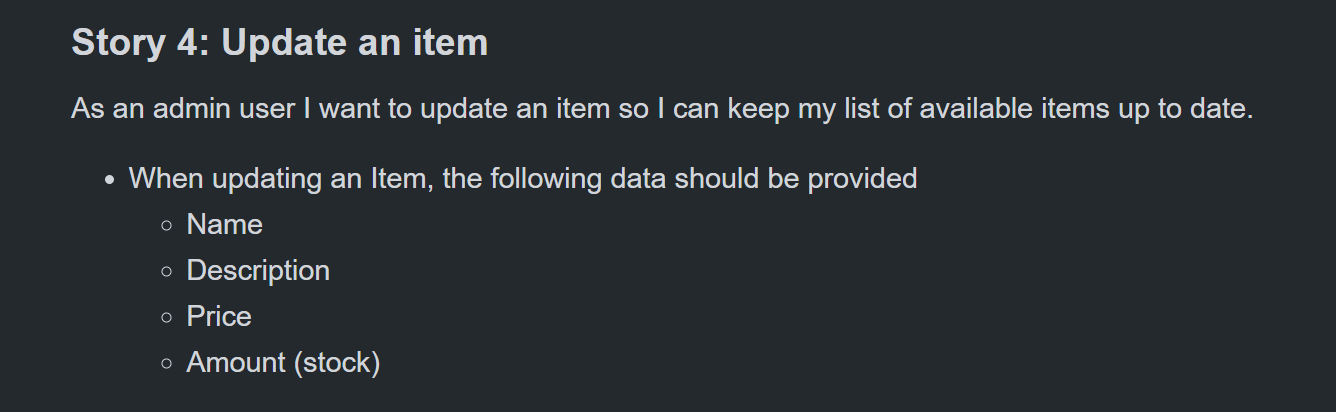 Story 4: Update an item
As an admin user I want to update an item so I can keep my list of available items up to date.
When updating an Item, the following data should be provided
Name
Description
Price
Amount (stock)